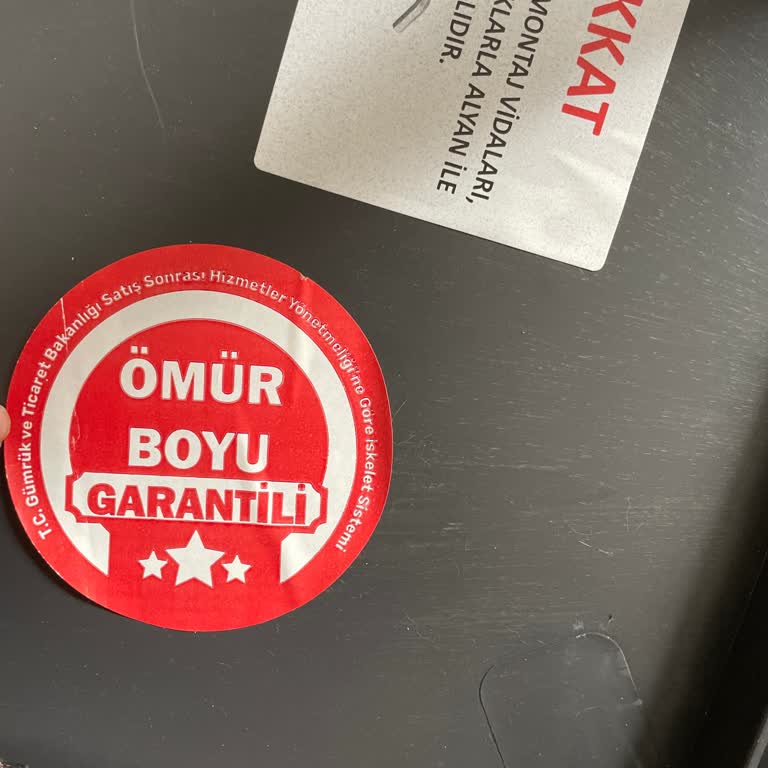 T.C. Gümrük ve Ticaret Bakanlığı Satış Sonrası Hizmetler Yönetmeliği'ne Göre iskelet Sistemi
ÖMÜR
BOYU
GARANTİLİ
KKAT
MONTAJ VİDALARI,
KLARLA ALYAN İLE
LIDIR.